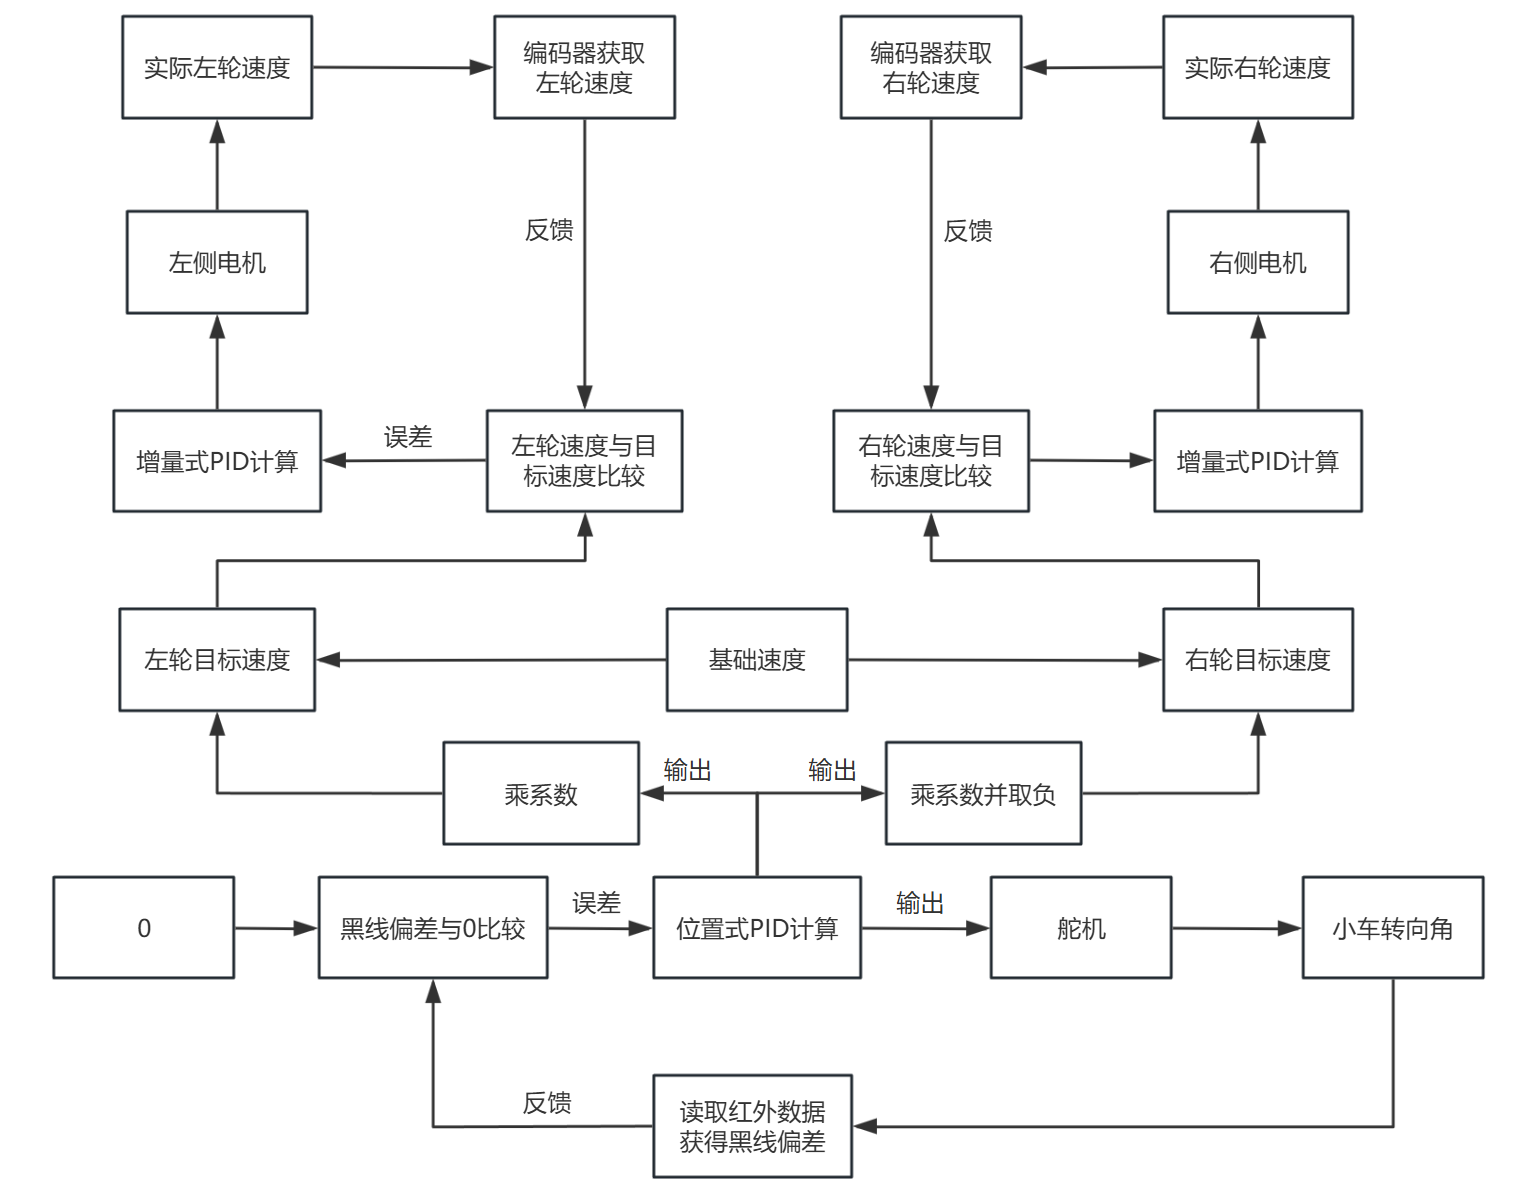 实际左轮速度
编码器获取
左轮速度
编码器获取
右轮速度
实际右轮速度
反馈
反馈
左侧电机
右侧电机
误差
增量式PID计算
左轮速度与目
标速度比较
右轮速度与目
标速度比较
增量式PID计算
左轮目标速度
基础速度
右轮目标速度
乘系数
输出
输出
乘系数并取负
0
黑线偏差与0比较
误差
位置式PID计算
输出
舵机
小车转向角
反馈
读取红外数据
获得黑线偏差